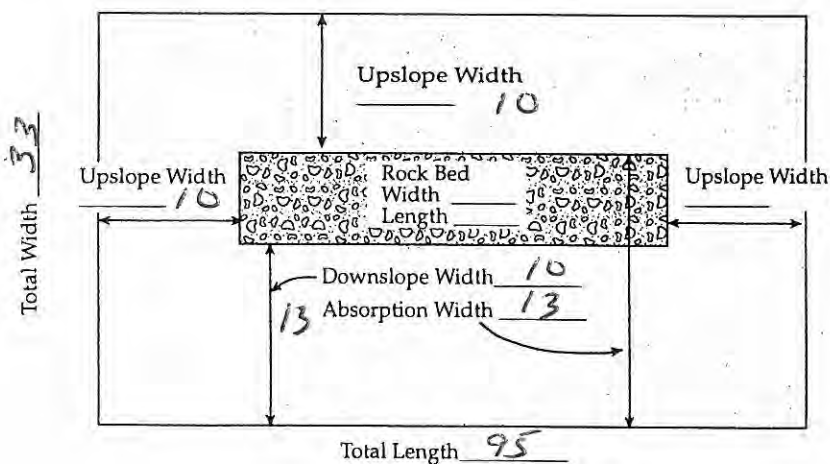 Upslope Width
10
Total Width 33
Upslope Width
10
Rock Bed
Width
Length
Upslope Width
Downslope Width 10
13 Absorption Width 13
Total Length 95